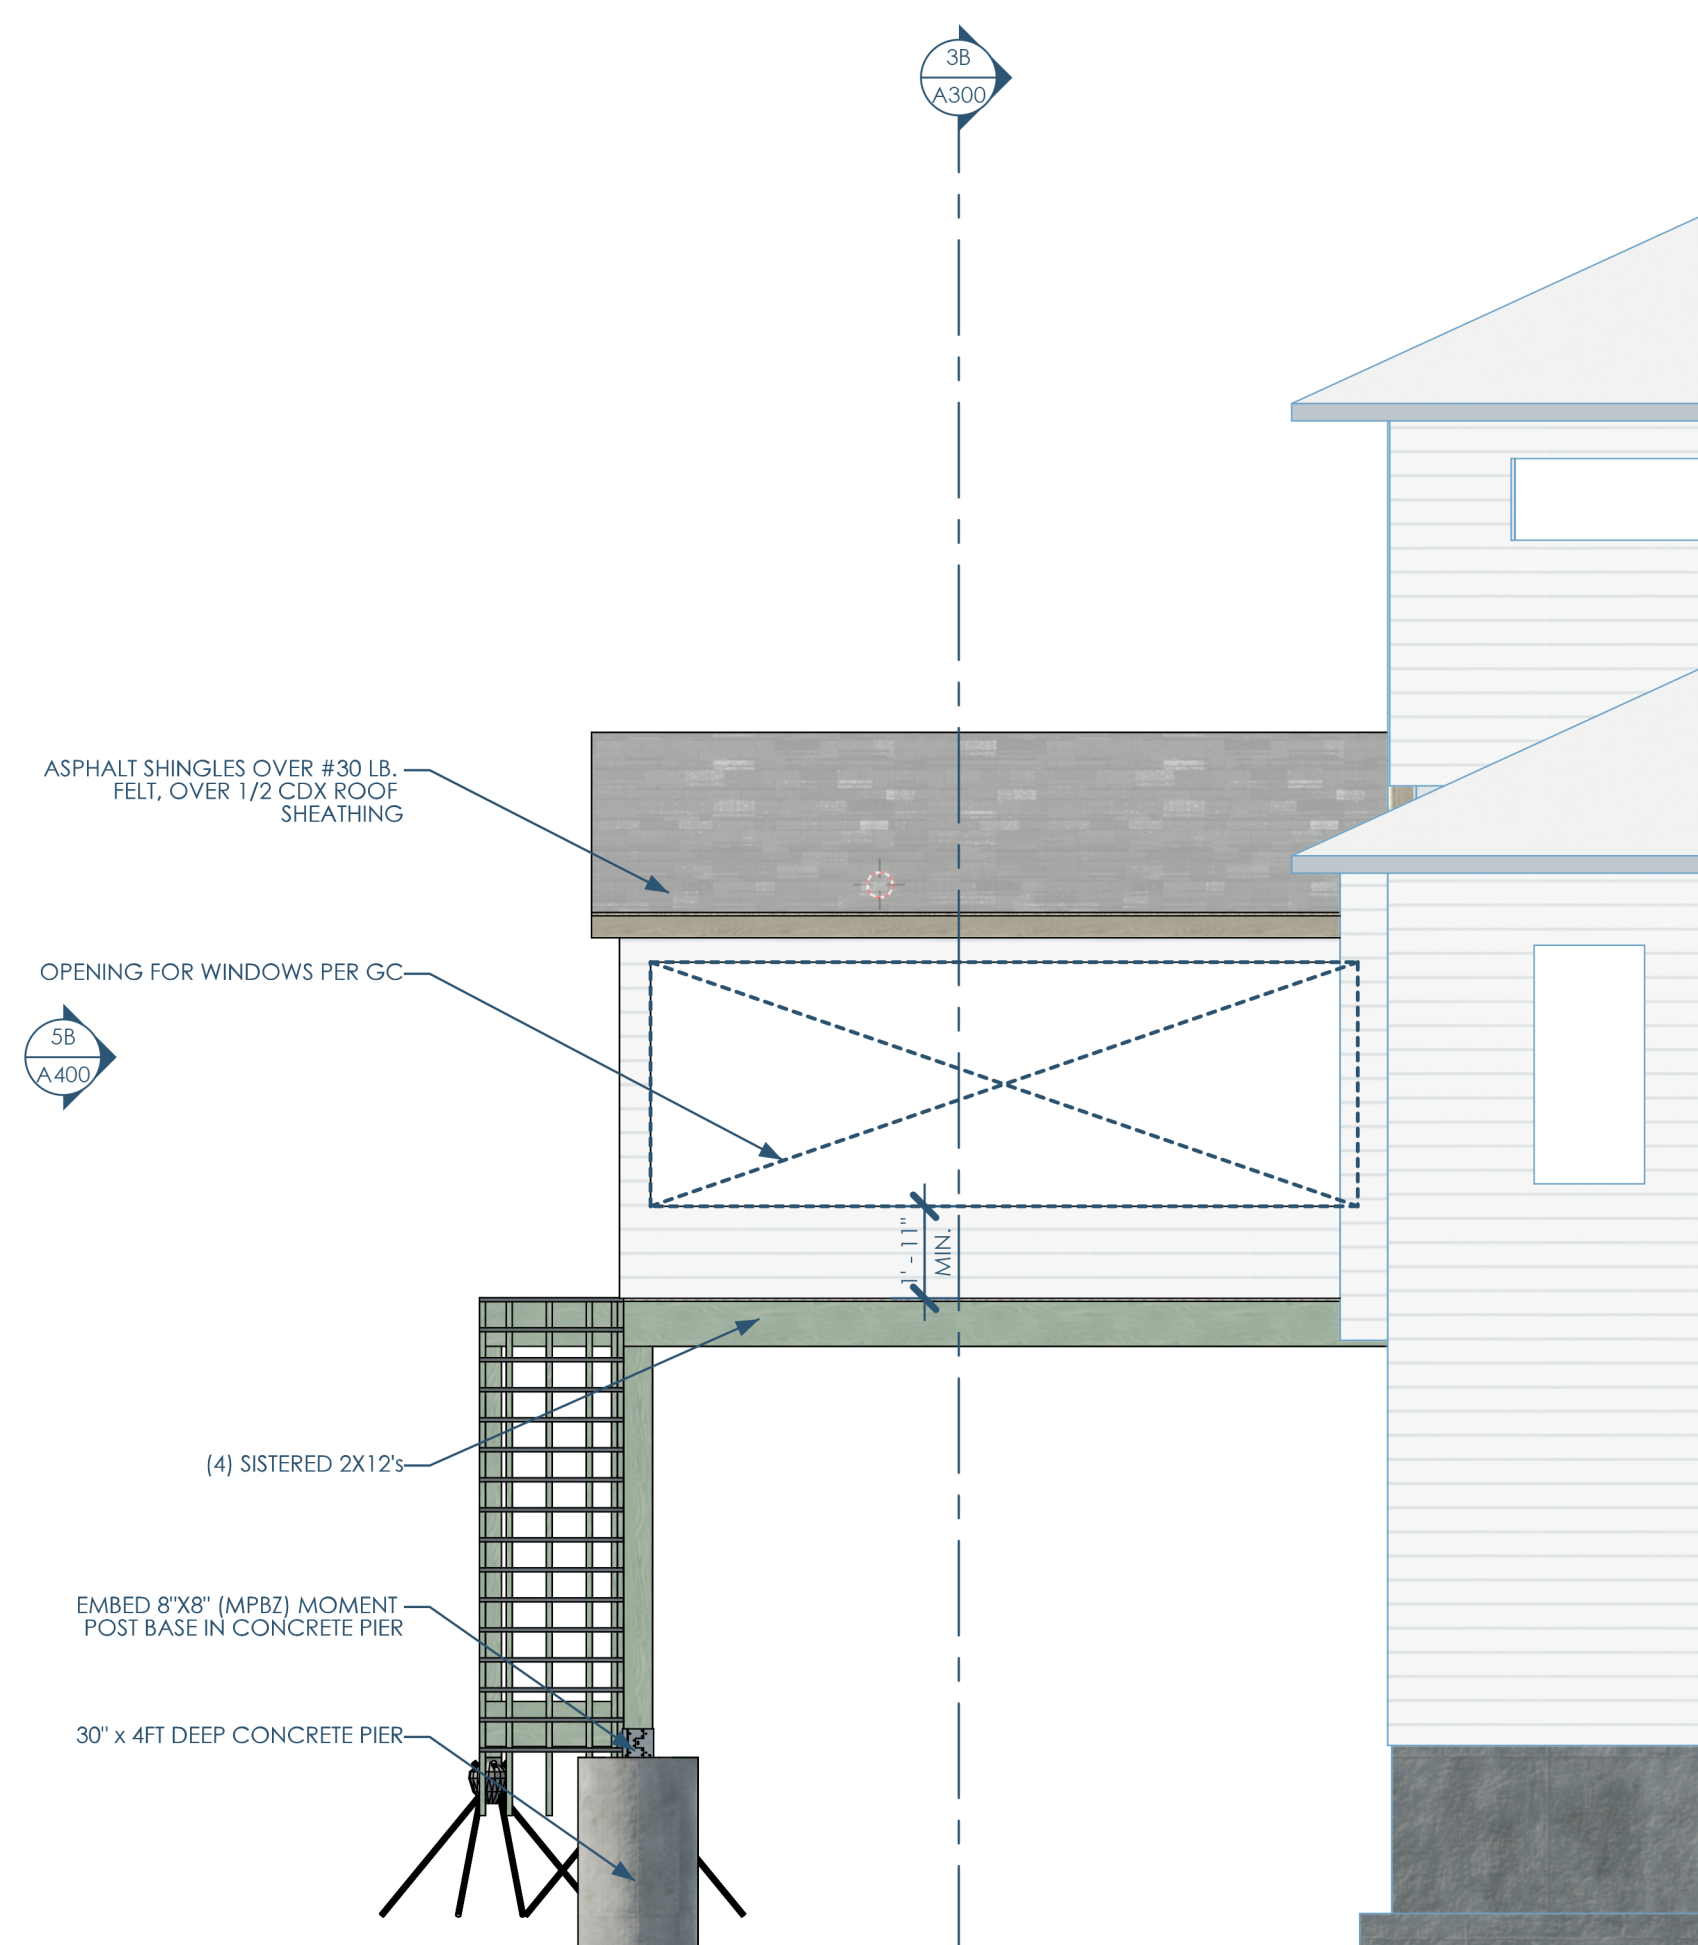 3B
A300
ASPHALT SHINGLES OVER #30 LB.
FELT, OVER 1/2 CDX ROOF
SHEATHING
OPENING FOR WINDOWS PER GC
5B
A400
1' - 11"
MIN.
(4) SISTERED 2X12's
EMBED 8"X8" (MPBZ) MOMENT
POST BASE IN CONCRETE PIER
30" x 4FT DEEP CONCRETE PIER